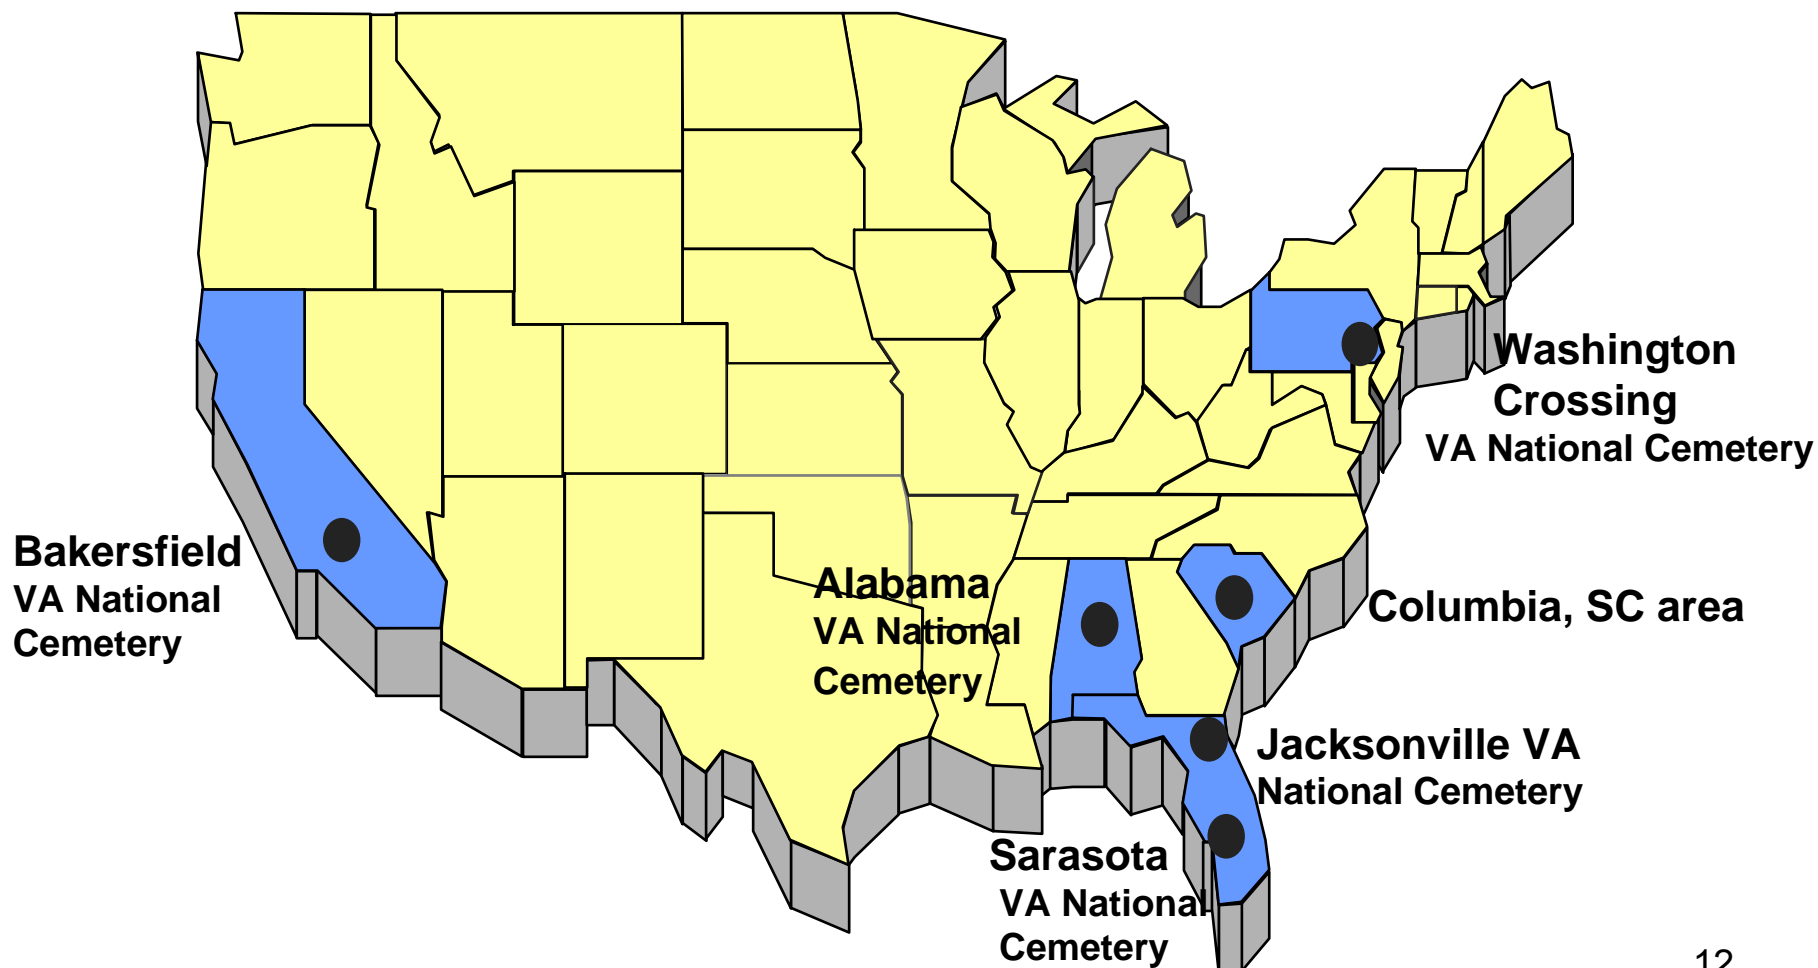 Washington
Crossing
VA National Cemetery
Bakersfield
VA National
Cemetery
Alabama
VA National
Cemetery
Columbia, SC area
Jacksonville VA
National Cemetery
Sarasota
VA National
Cemetery
12